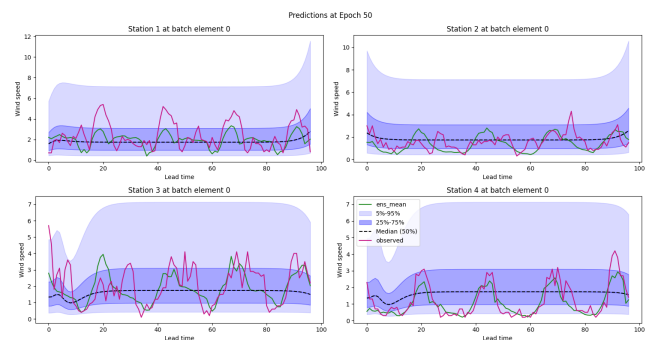 Predictions at Epoch 50
Station 1 at batch element 0
Wind speed
12
10
8
6
4
2
0
0 20 40 60 80 100
Lead time
Station 2 at batch element 0
Wind speed
10
8
6
4
2
0
0 20 40 60 80 100
Lead time
Station 3 at batch element 0
Wind speed
7
6
5
4
3
2
1
0
0 20 40 60 80 100
Lead time
Station 4 at batch element 0
Wind speed
7
6
5
4
3
2
1
0
ens_mean
5%-95%
25%-75%
Median (50%)
observed
0 20 40 60 80 100
Lead time